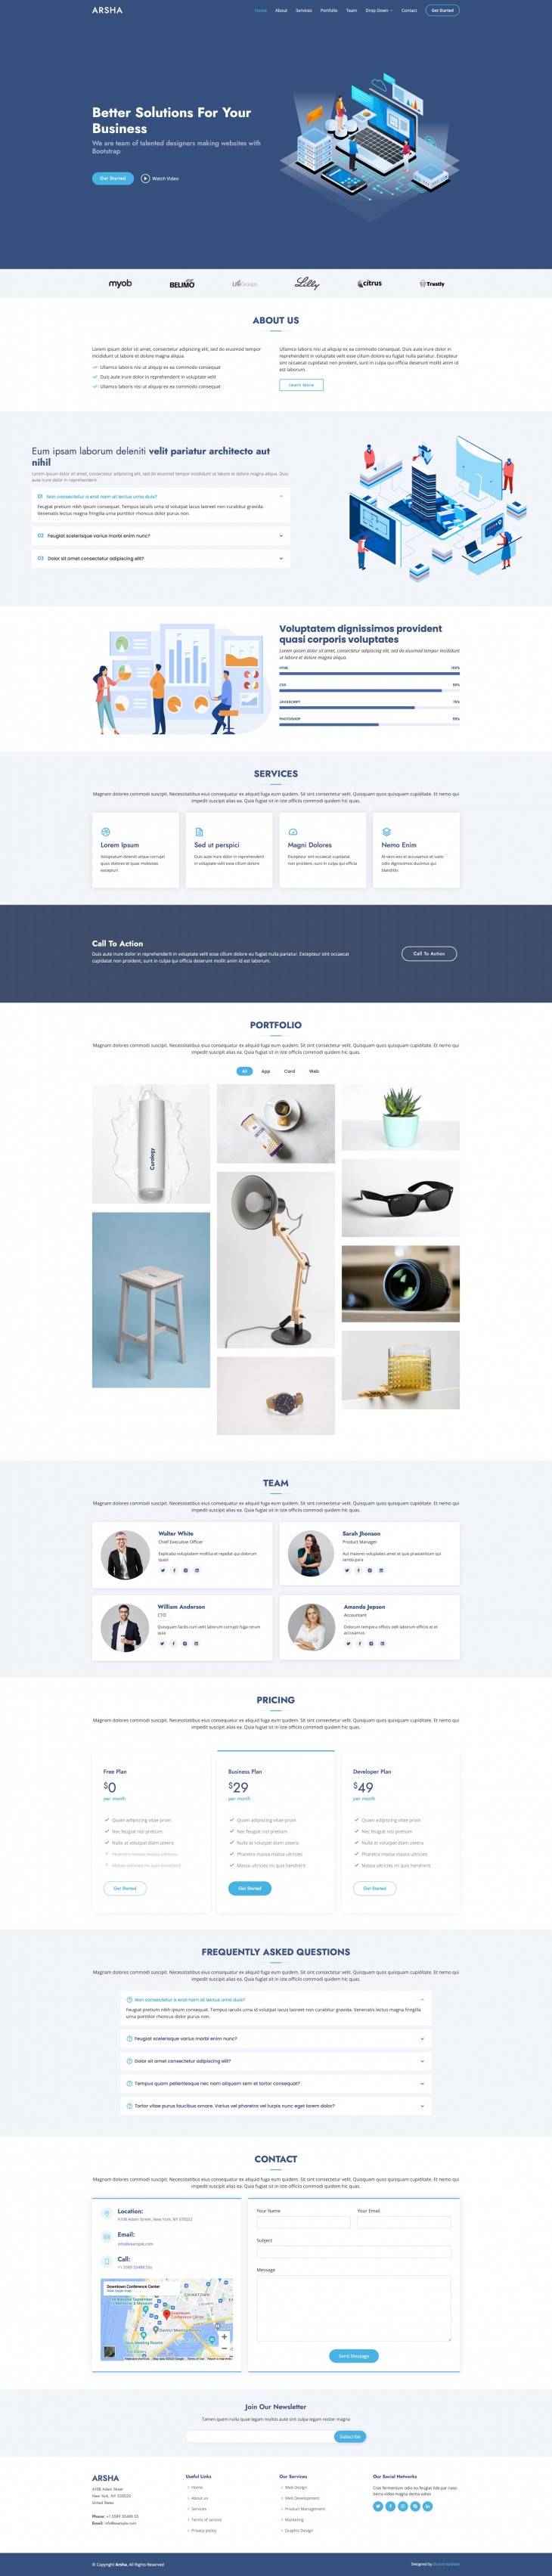 ARSHA
Home About Services Portfolio Team Drop Down Contact Get Started
Better Solutions For Your
Business
We are team of talented designers making websites with
Bootstrap
Get Started Watch Video
myob BELIMO LifeGroups Lilly citrus Trustly
ABOUT US
Lorem ipsum dolor sit amet, consectetur adipiscing elit, sed do eiusmod tempor
incididunt ut labore et dolore magna aliqua.
Ullamco laboris nisi ut aliquip ex ea commodo consequat
Duis aute irure dolor in reprehenderit in voluptate velit
Ullamco laboris nisi ut aliquip ex ea commodo consequat
Ullamco laboris nisi ut aliquip ex ea commodo consequat. Duis aute irure dolor in
reprehenderit in voluptate velit esse cillum dolore eu fugiat nulla pariatur. Excepteur
sint occaecat cupidatat non proident, sunt in culpa qui officia deserunt mollit anim id
est laborum.
Learn More
Eum ipsam laborum deleniti velit pariatur architecto aut
nihil
Lorem ipsum dolor sit amet, consectetur adipiscing elit, sed do eiusmod tempor incididunt ut labore et dolore magna aliqua. Duis
aute irure dolor in reprehenderit
01 Non consectetur a erat nam at lectus urna duis?
Feugiat pretium nibh ipsum consequat. Tempus iaculis urna id volutpat lacus laoreet non curabitur gravida.
Venenatis lectus magna fringilla urna porttitor rhoncus dolor purus non.
02 Feugiat scelerisque varius morbi enim nunc?
03 Dolor sit amet consectetur adipiscing elit?
Voluptatem dignissimos provident
quasi corporis voluptates
Lorem ipsum dolor sit amet, consectetur adipiscing elit, sed do eiusmod tempor incididunt
ut labore et dolore magna aliqua.
HTML 100%
CSS 90%
JAVASCRIPT 75%
PHOTOSHOP 55%
SERVICES
Magnam dolores commodi suscipit. Necessitatibus eius consequatur ex aliquid fuga eum quidem. Sit sint consectetur velit. Quisquam quos quisquam cupiditate. Et nemo qui
impedit suscipit alias ea. Quia fugiat sit in iste officiis commodi quidem hic quas.
Lorem Ipsum
Voluptatum deleniti atque corrupti
quos dolores et quas molestias
excepturi
Sed ut perspici
Duis aute irure dolor in reprehenderit
in voluptate velit esse cillum dolore
Magni Dolores
Excepteur sint occaecat cupidatat
non proident, sunt in culpa qui officia
Nemo Enim
At vero eos et accusamus et iusto
odio dignissimos ducimus qui
blanditiis
Call To Action
Duis aute irure dolor in reprehenderit in voluptate velit esse cillum dolore eu fugiat nulla pariatur. Excepteur sint occaecat
cupidatat non proident, sunt in culpa qui officia deserunt mollit anim id est laborum.
Call To Action
PORTFOLIO
Magnam dolores commodi suscipit. Necessitatibus eius consequatur ex aliquid fuga eum quidem. Sit sint consectetur velit. Quisquam quos quisquam cupiditate. Et nemo qui
impedit suscipit alias ea. Quia fugiat sit in iste officiis commodi quidem hic quas.
All App Card Web
Curology
TEAM
Magnam dolores commodi suscipit. Necessitatibus eius consequatur ex aliquid fuga eum quidem. Sit sint consectetur velit. Quisquam quos quisquam cupiditate. Et nemo qui
impedit suscipit alias ea. Quia fugiat sit in iste officiis commodi quidem hic quas.
Walter White
Chief Executive Officer
Explicabo voluptatem mollitia et repellat qui dolorum
quasi
Sarah Jhonson
Product Manager
Aut maiores voluptates amet et quis praesentium qui
senda para
William Anderson
CTO
Quisquam facilis cum velit laborum corrupti fuga rerum
quia
Amanda Jepson
Accountant
Dolorum tempora officiis odit laborum officiis et et
accusamus
PRICING
Magnam dolores commodi suscipit. Necessitatibus eius consequatur ex aliquid fuga eum quidem. Sit sint consectetur velit. Quisquam quos quisquam cupiditate. Et nemo qui
impedit suscipit alias ea. Quia fugiat sit in iste officiis commodi quidem hic quas.
Free Plan
$0
per month
Quam adipiscing vitae proin
Nec feugiat nisl pretium
Nulla at volutpat diam uteera
Pharetra massa massa ultricies
Massa ultricies mi quis hendrerit
Get Started
Business Plan
$29
per month
Quam adipiscing vitae proin
Nec feugiat nisl pretium
Nulla at volutpat diam uteera
Pharetra massa massa ultricies
Massa ultricies mi quis hendrerit
Get Started
Developer Plan
$49
per month
Quam adipiscing vitae proin
Nec feugiat nisl pretium
Nulla at volutpat diam uteera
Pharetra massa massa ultricies
Massa ultricies mi quis hendrerit
Get Started
FREQUENTLY ASKED QUESTIONS
Magnam dolores commodi suscipit. Necessitatibus eius consequatur ex aliquid fuga eum quidem. Sit sint consectetur velit. Quisquam quos quisquam cupiditate. Et nemo qui
impedit suscipit alias ea. Quia fugiat sit in iste officiis commodi quidem hic quas.
Non consectetur a erat nam at lectus urna duis?
Feugiat pretium nibh ipsum consequat. Tempus iaculis urna id volutpat lacus laoreet non curabitur gravida. Venenatis lectus magna fringilla
urna porttitor rhoncus dolor purus non.
Feugiat scelerisque varius morbi enim nunc?
Dolor sit amet consectetur adipiscing elit?
Tempus quam pellentesque nec nam aliquam sem et tortor consequat?
Tortor vitae purus faucibus ornare. Varius vel pharetra vel turpis nunc eget lorem dolor?
CONTACT
Magnam dolores commodi suscipit. Necessitatibus eius consequatur ex aliquid fuga eum quidem. Sit sint consectetur velit. Quisquam quos quisquam cupiditate. Et nemo qui
impedit suscipit alias ea. Quia fugiat sit in iste officiis commodi quidem hic quas.
Location:
A108 Adam Street, New York, NY 535022
Email:
info@example.com
Call:
+1 5589 55488 55s
Downtown Conference Center
View larger map
Your Name Your Email
Subject
Message
Send Message
Join Our Newsletter
Tamen quem nulla quae legam multos aute sint culpa legam noster magna
Subscribe
ARSHA
A108 Adam Street
New York, NY 535022
United States
Phone: +1 5589 55488 55
Email: info@example.com
Useful Links
Home
About us
Services
Terms of service
Privacy policy
Our Services
Web Design
Web Development
Product Management
Marketing
Graphic Design
Our Social Networks
Cras fermentum odio eu feugiat lide par naso
tierra videa magna derita valies
© Copyright Arsha. All Rights Reserved
Designed by BootstrapMade